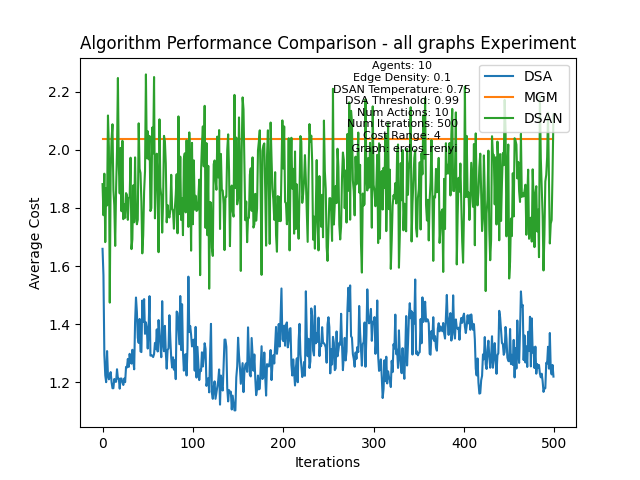 Algorithm Performance Comparison - all graphs Experiment
Agents: 10
Edge Density: 0.1
DSAN Temperature: 0.75
DSA Threshold: 0.99
Num Actions: 10
Num Iterations: 500
Cost Range: 4
Graph: erdos_renyi
DSA
MGM
DSAN
Average Cost
2.2
2.0
1.8
1.6
1.4
1.2
0
100
200
300
400
500
Iterations